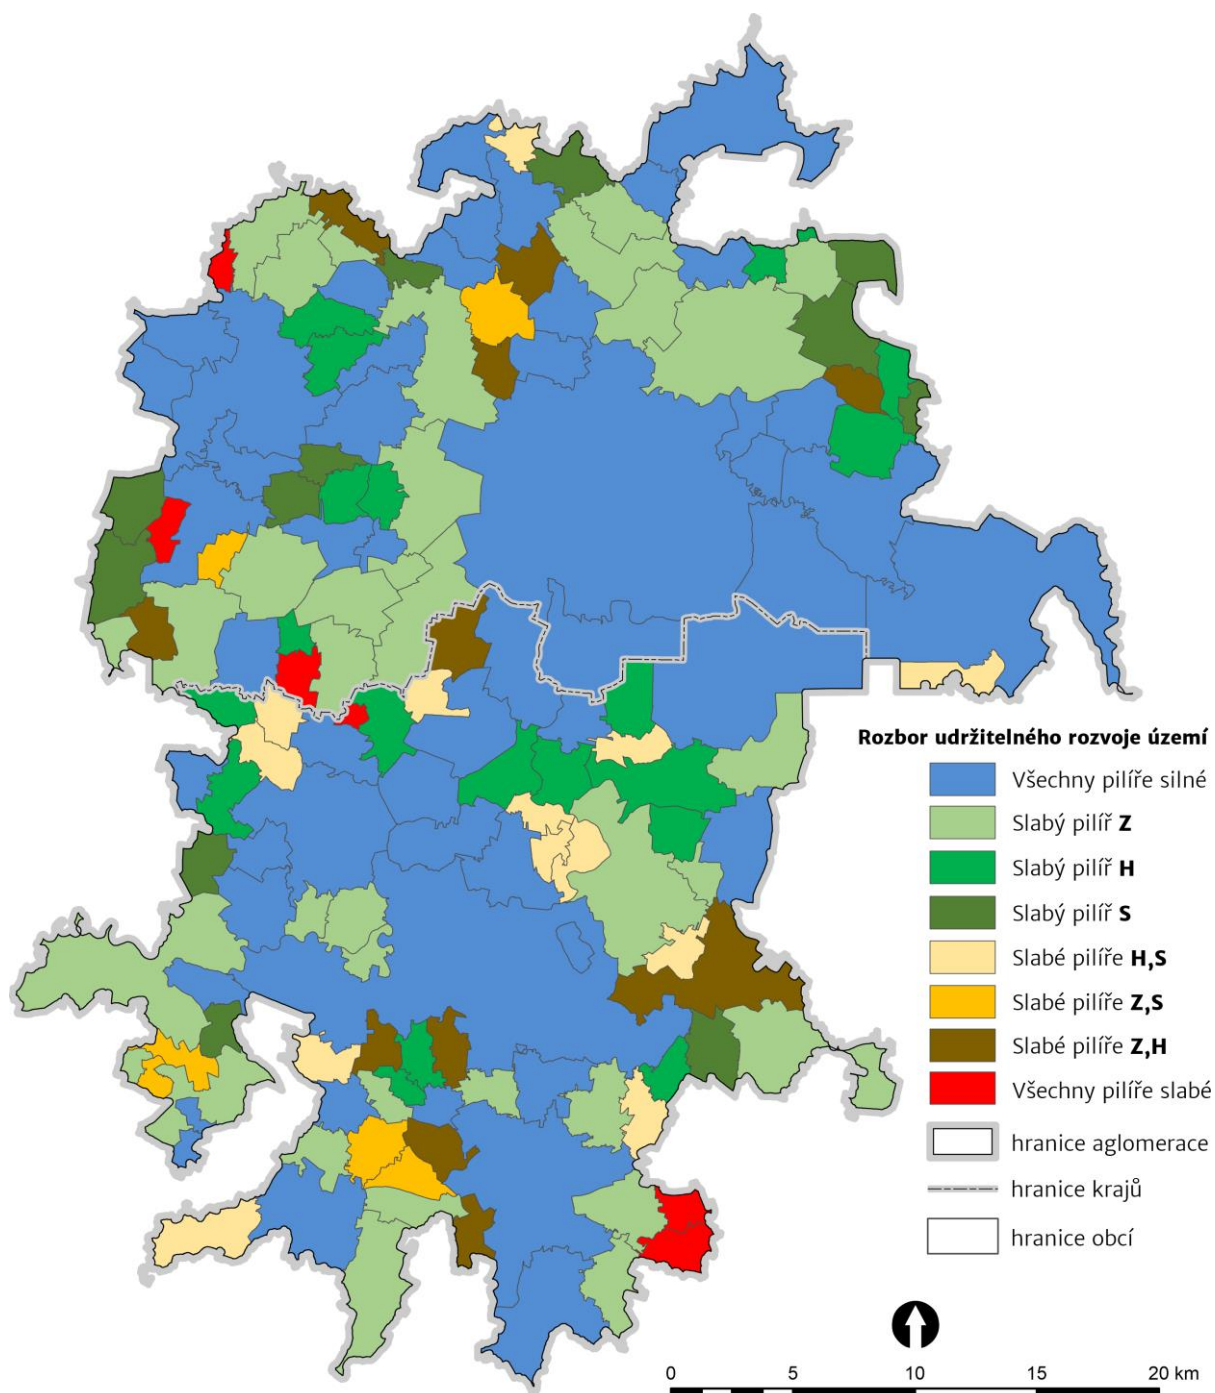 Rozbor udržitelného rozvoje území
Všechny pilíře silné
Slabý pilíř Z
Slabý pilíř H
Slabý pilíř S
Slabé pilíře H,S
Slabé pilíře Z,S
Slabé pilíře Z,H
Všechny pilíře slabé
hranice aglomerace
hranice krajů
hranice obcí
0 5 10 15 20 km